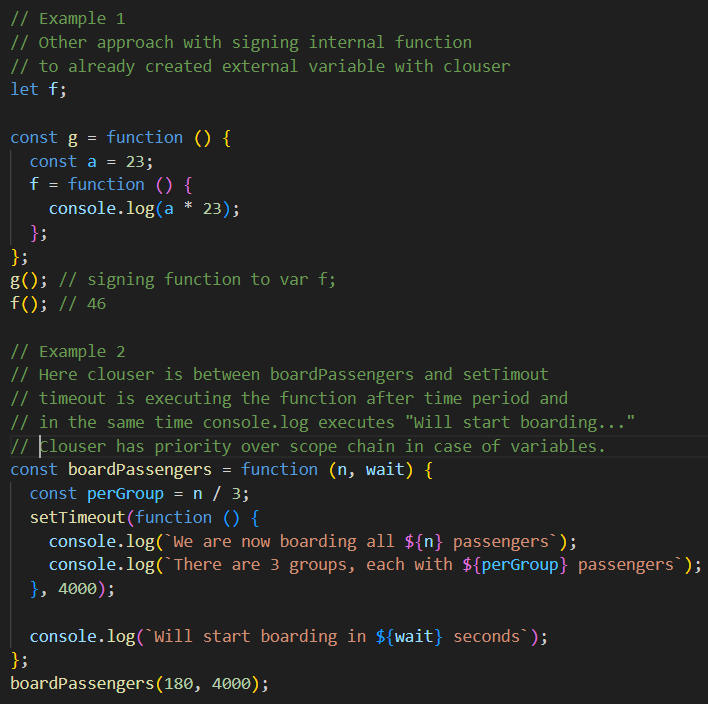 // Example 1
// Other approach with signing internal function
// to already created external variable with clouser
let f;
const g = function () {
const a = 23;
f = function () {
console.log(a * 23);
};
};
g(); // signing function to var f;
f(); // 46
// Example 2
// Here clouser is between boardPassengers and setTimout
// timeout is executing the function after time period and
// in the same time console.log executes "Will start boarding..."
// Clouser has priority over scope chain in case of variables.
const boardPassengers = function (n, wait) {
const perGroup = n / 3;
setTimeout(function () {
console.log(`We are now boarding all ${n} passengers`);
console.log(`There are 3 groups, each with ${perGroup} passengers`);
}, 4000);
console.log(`Will start boarding in ${wait} seconds`);
};
boardPassengers(180, 4000);